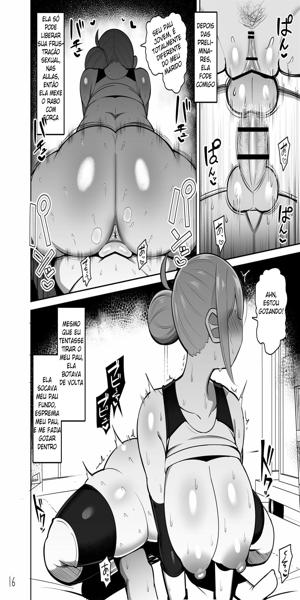 DEPOIS
DAS
PRELI-
MINARES,
ELA FODE
COMIGO
SEU PAU
JOVEM, É
TOTALMENTE
DIFERENTE
DO MEU
MARIDO
ELA SÓ
PODE
LIBERAR
SUA FRUS-
TRAÇÃO
SEXUAL,
NAS
AULAS,
ENTÃO
ELA MEXE
O RABO
COM
FORÇA
AHN,
ESTOU
GOZANDO!
MESMO
QUE EU
TENTASSE
TIRAR O
MEU PAU,
ELA
BOTAVA
DE VOLTA
ELA
SOCAVA
MEU PAU
FUNDO,
ESPREMIA
MEU PAU,
E ME FAZIA
GOZAR
DENTRO
16